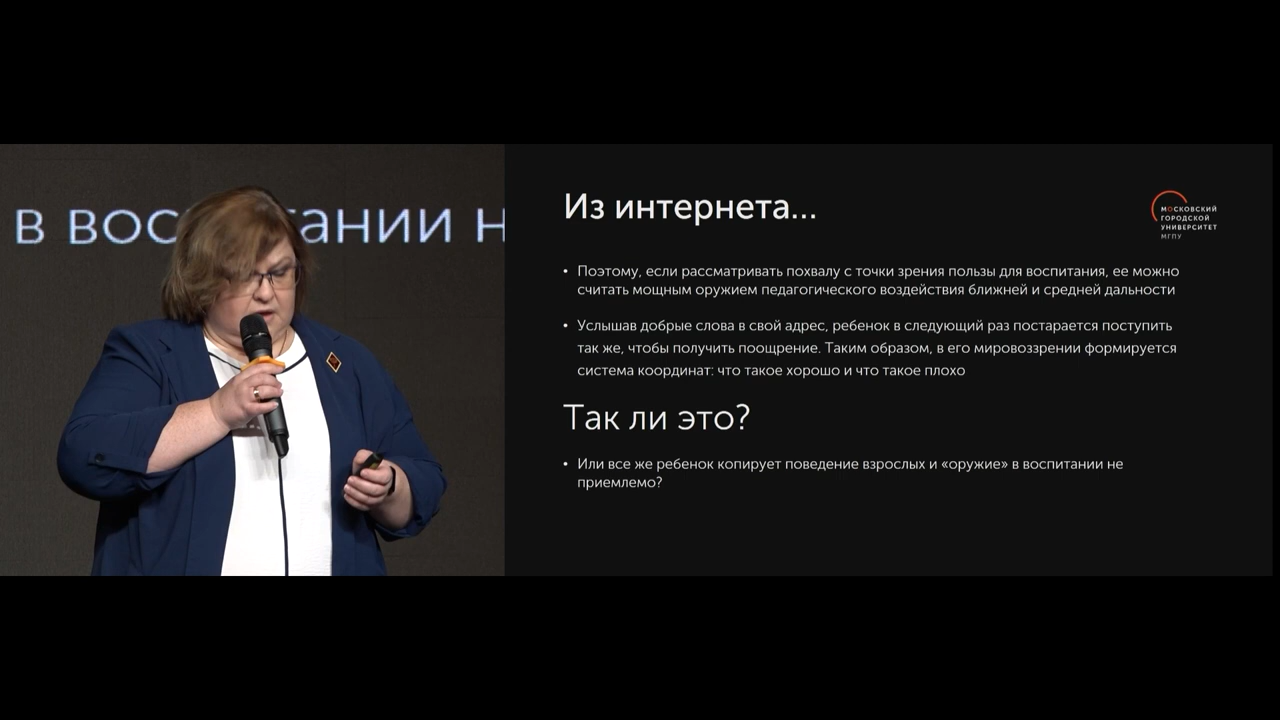 в вос
тании н
Из интернета...
МОСКОВСКИЙ
ГОРОДСКОЙ
УНИВЕРСИТЕТ
МГПУ
• Поэтому, если рассматривать похвалу с точки зрения пользы для воспитания, ее можно
считать мощным оружием педагогического воздействия ближней и средней дальности
• Услышав добрые слова в свой адрес, ребенок в следующий раз постарается поступить
так же, чтобы получить поощрение. Таким образом, в его мировоззрении формируется
система координат: что такое хорошо и что такое плохо
Так ли это?
• Или все же ребенок копирует поведение взрослых и «оружие» в воспитании не
приемлемо?